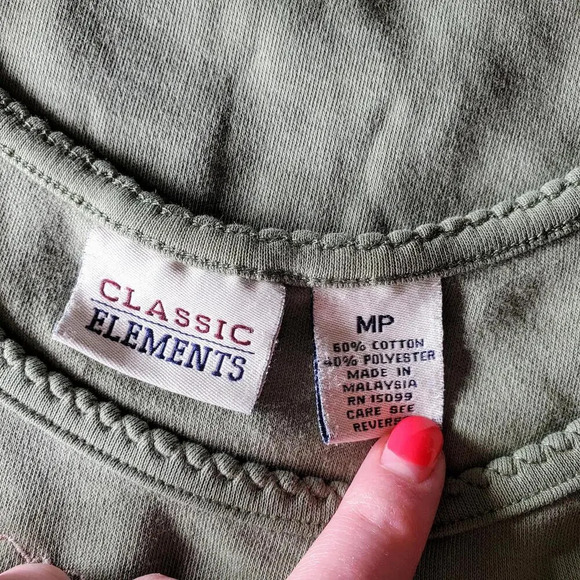 CLASSIC
ELEMENTS
MP
60% COTTON
40% POLYESTER
MADE IN
MALAYSIA
RN 15099
CARE SEE
REVERSE